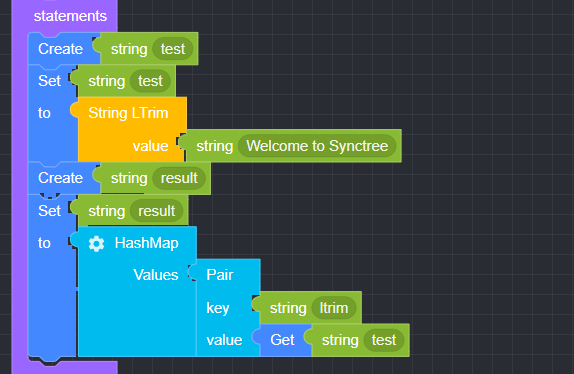 statements
Create string test
Set string test
to String LTrim
value string Welcome to Synctree
Create string result
Set string result
to HashMap
Values Pair
key string ltrim
value Get string test